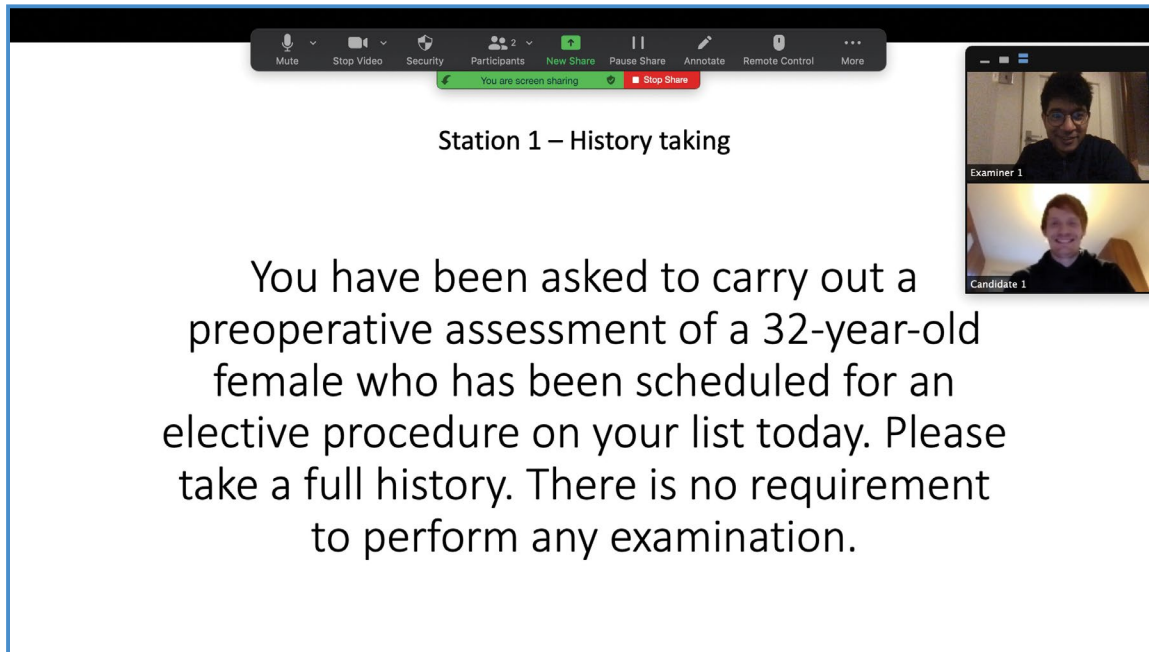 Mute
Stop Video
Security
2
Participants
New Share
Pause Share
Annotate
Remote Control
More
You are screen sharing
Stop Share
Station 1 – History taking
Examiner 1
Candidate 1
You have been asked to carry out a
preoperative assessment of a 32-year-old
female who has been scheduled for an
elective procedure on your list today. Please
take a full history. There is no requirement
to perform any examination.